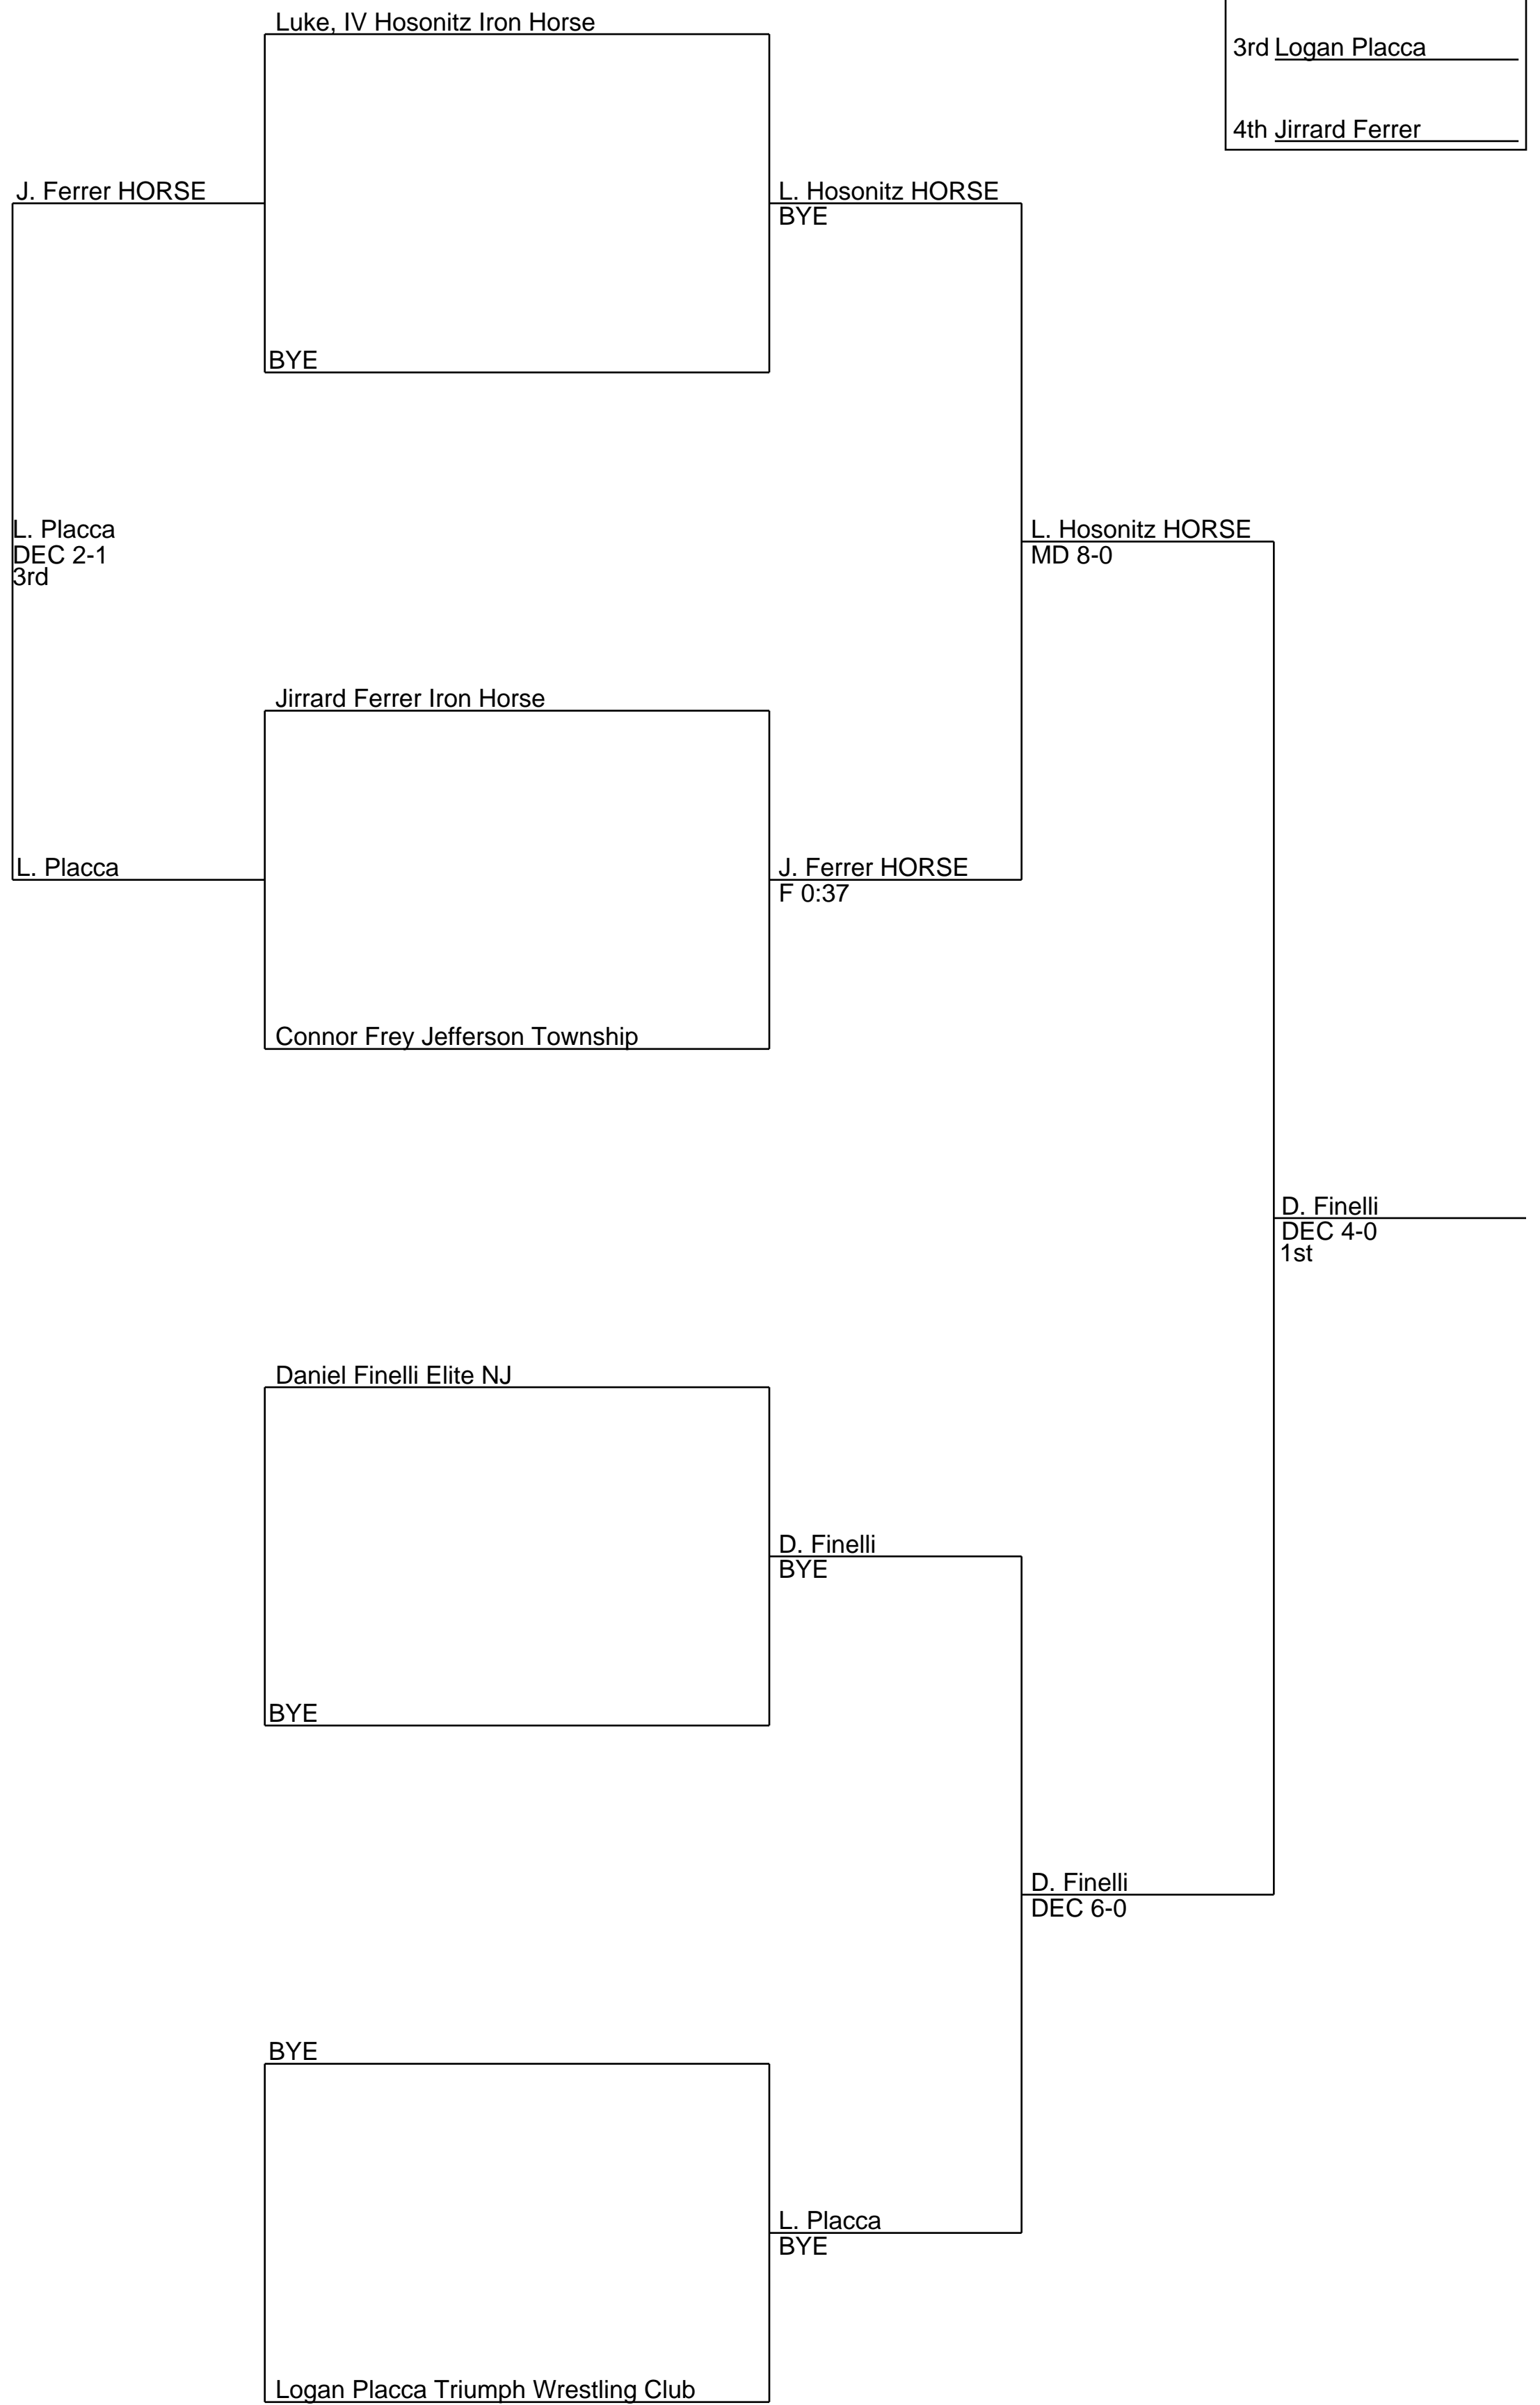 Luke, IV Hosonitz Iron Horse
3rd Logan Placca
4th Jirrard Ferrer
J. Ferrer HORSE
L. Hosonitz HORSE
BYE
BYE
L. Placca
DEC 2-1
3rd
L. Hosonitz HORSE
MD 8-0
Jirrard Ferrer Iron Horse
L. Placca
J. Ferrer HORSE
F 0:37
Connor Frey Jefferson Township
D. Finelli
DEC 4-0
1st
Daniel Finelli Elite NJ
D. Finelli
BYE
BYE
D. Finelli
DEC 6-0
BYE
L. Placca
BYE
Logan Placca Triumph Wrestling Club